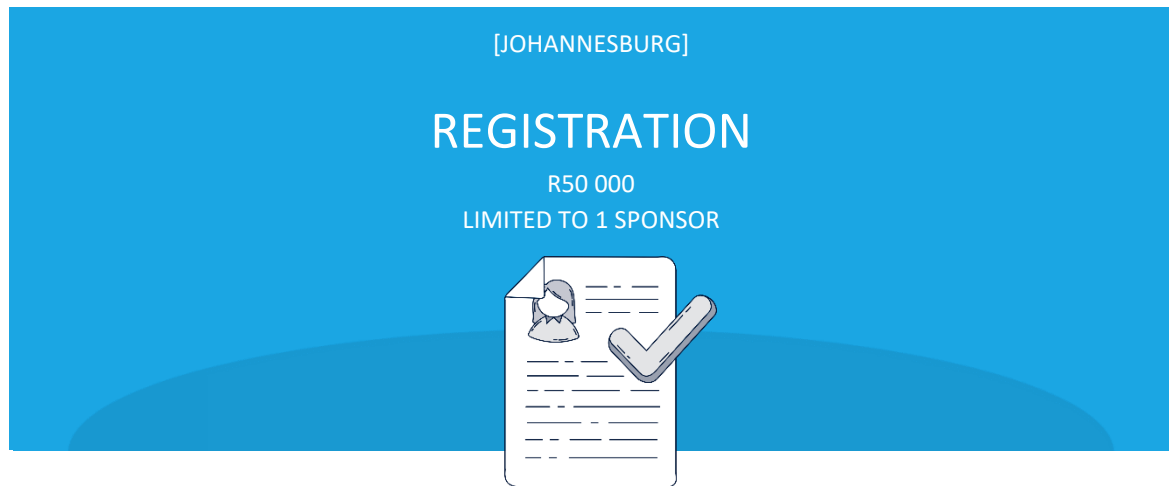 [JOHANNESBURG]
REGISTRATION
R50 000
LIMITED TO 1 SPONSOR